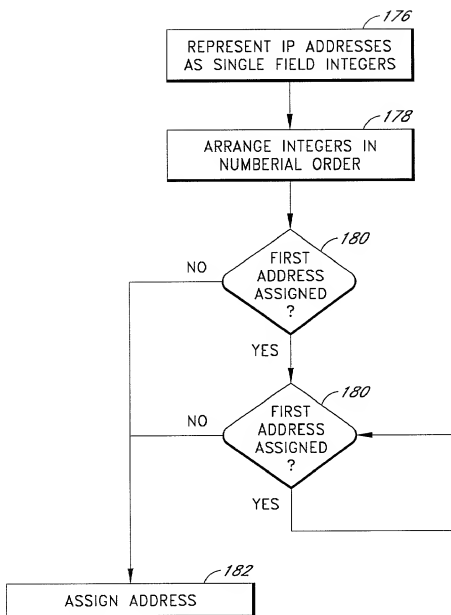 176
REPRESENT IP ADDRESSES
AS SINGLE FIELD INTEGERS
178
ARRANGE INTEGERS IN
NUMBERIAL ORDER
180
FIRST
ADDRESS
ASSIGNED
?
NO
YES
180
FIRST
ADDRESS
ASSIGNED
?
NO
YES
182
ASSIGN ADDRESS